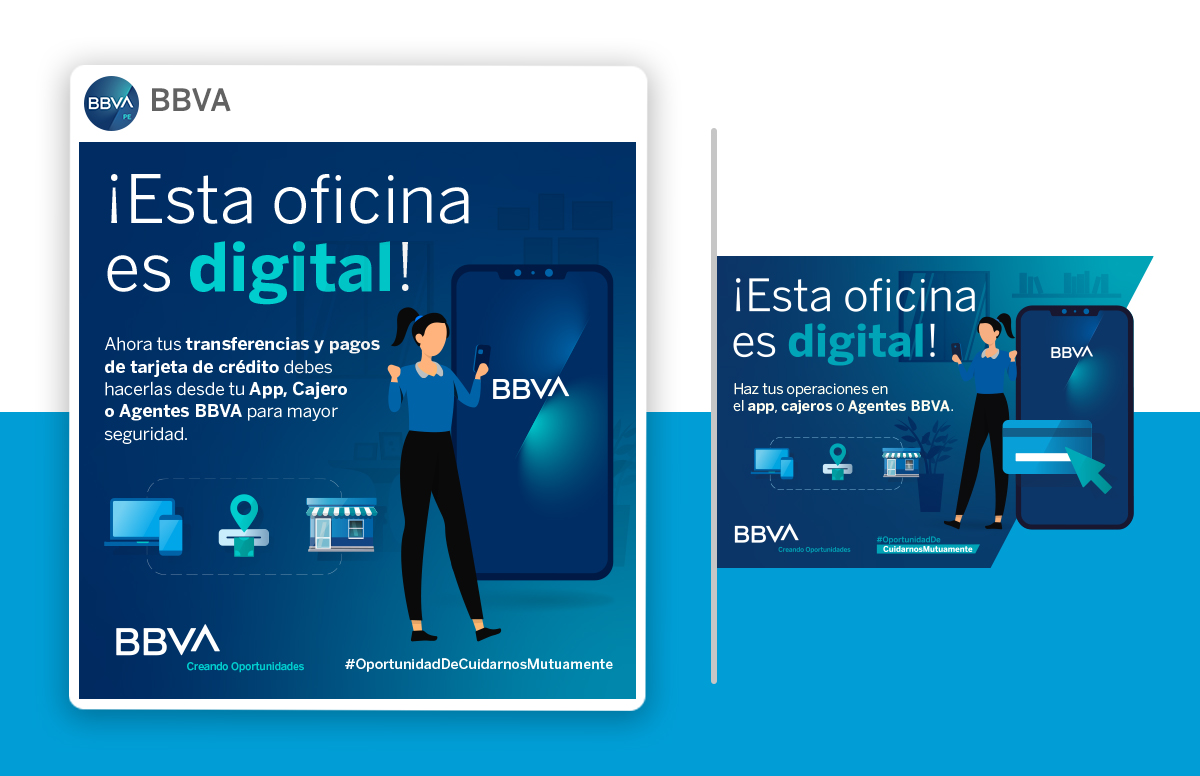 BBVA
PE
BBVA
¡Esta oficina
es digital!
Ahora tus transferencias y pagos
de tarjeta de crédito debes
hacerlas desde tu App, Cajero
o Agentes BBVA para mayor
seguridad.
BBVA
BBVA
Creando Oportunidades
#OportunidadDeCuidarnosMutuamente
¡Esta oficina
es digital!
BBVA
Haz tus operaciones en
el app, cajeros o Agentes BBVA.
BBVA
Creando Oportunidades
#OportunidadDe
CuidarnosMutuamente